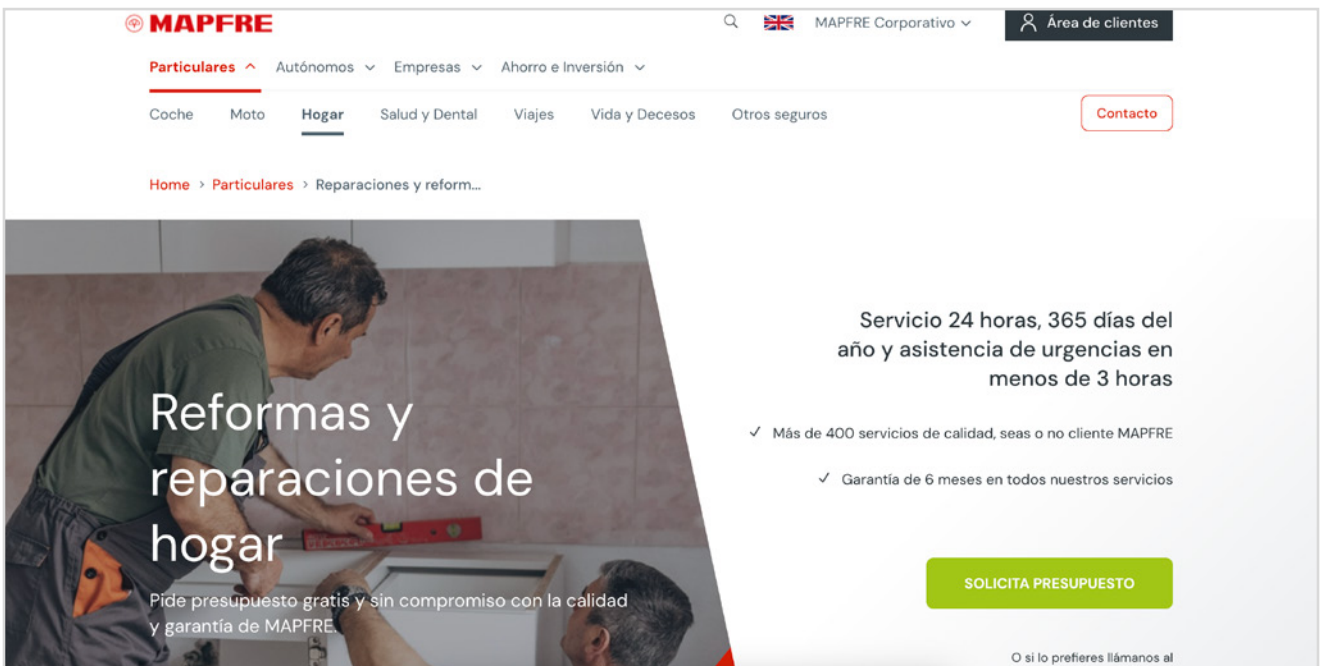 MAPFRE
MAPFRE Corporativo
Área de clientes
Particulares
Autónomos
Empresas
Ahorro e Inversión
Coche
Moto
Hogar
Salud y Dental
Viajes
Vida y Decesos
Otros seguros
Contacto
Home > Particulares > Reparaciones y reform...
Reformas y
reparaciones de
hogar
Pide presupuesto gratis y sin compromiso con la calidad
y garantía de MAPFRE.
Servicio 24 horas, 365 días del
año y asistencia de urgencias en
menos de 3 horas
✓ Más de 400 servicios de calidad, seas o no cliente MAPFRE
✓ Garantía de 6 meses en todos nuestros servicios
SOLICITA PRESUPUESTO
O si lo prefieres llámanos al